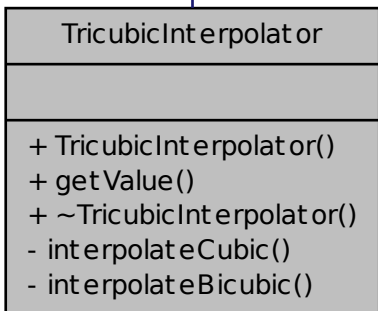 TricubicInterpolator
+ TricubicInterpolator()
+ getValue()
+ ~TricubicInterpolator()
- interpolateCubic()
- interpolateBicubic()